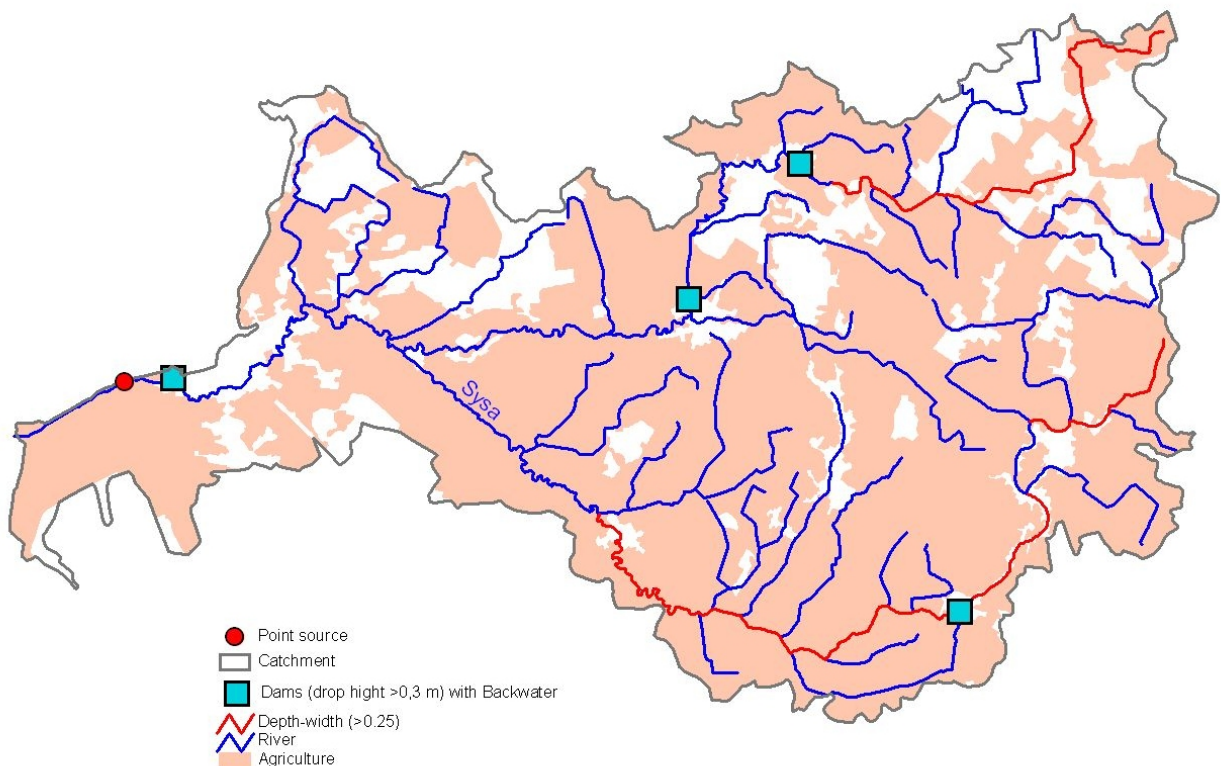 Sysa
Point source
Catchment
Dams (drop hight >0,3 m) with Backwater
Depth-width (>0.25)
River
Agriculture